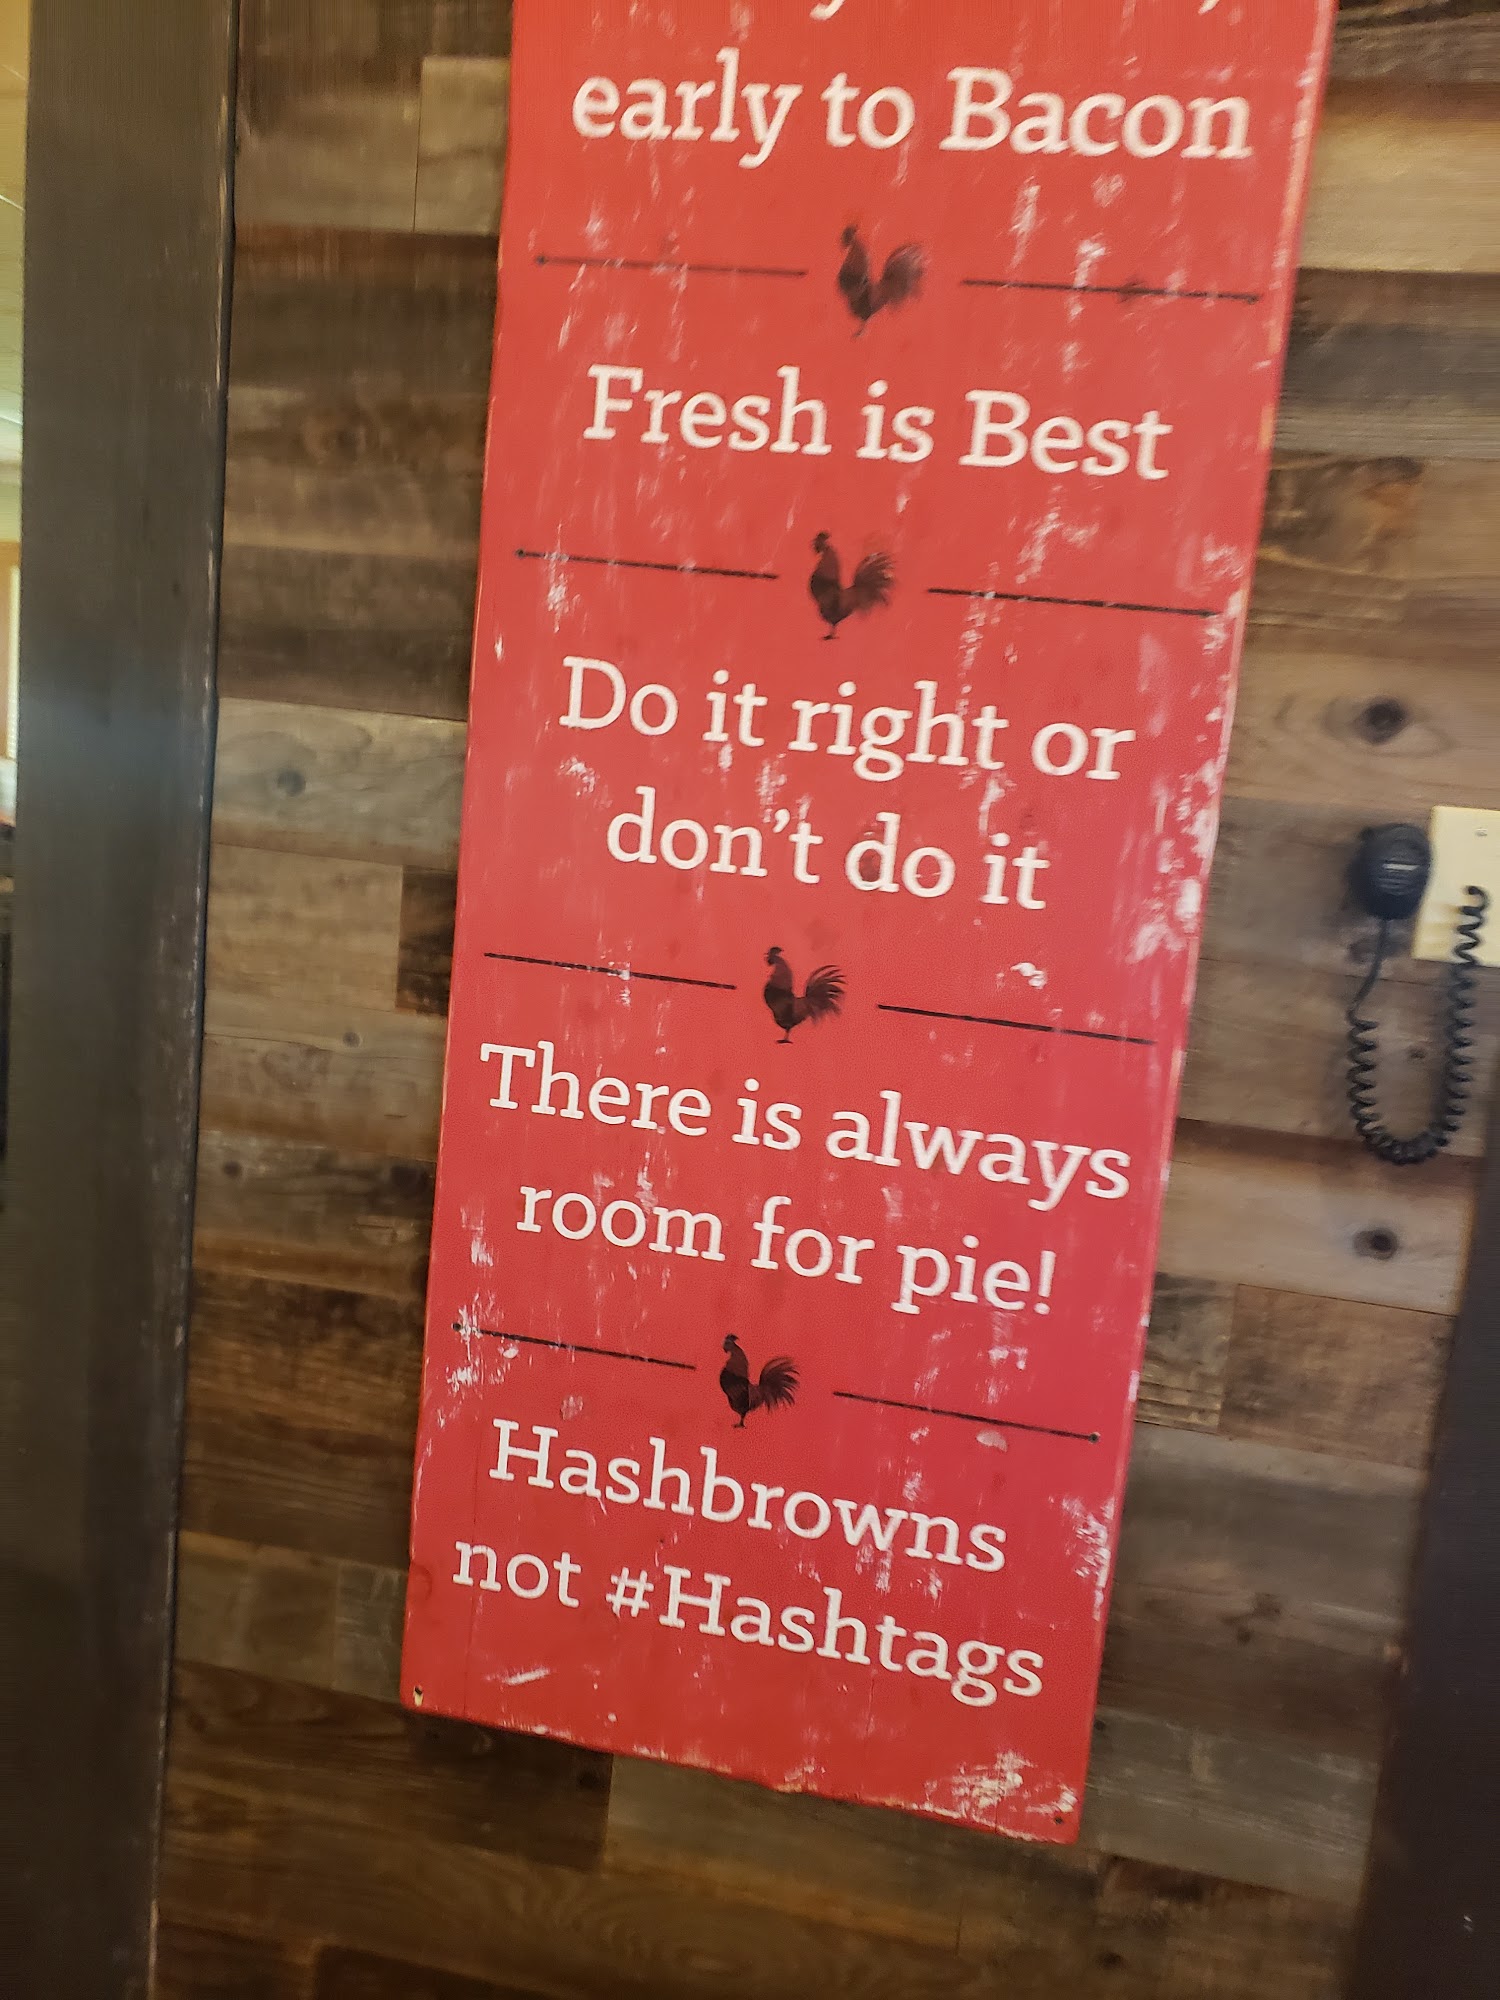 early to Bacon
Fresh is Best
Do it right or
don't do it
There is always
room for pie!
Hashbrowns
not #Hashtags